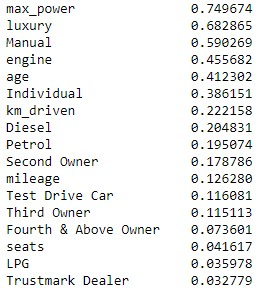 max_power 0.749674
luxury 0.682865
Manual 0.590269
engine 0.455682
age 0.412302
Individual 0.386151
km_driven 0.222158
Diesel 0.204831
Petrol 0.195074
Second Owner 0.178786
mileage 0.126280
Test Drive Car 0.116081
Third Owner 0.115113
Fourth & Above Owner 0.073601
seats 0.041617
LPG 0.035978
Trustmark Dealer 0.032779